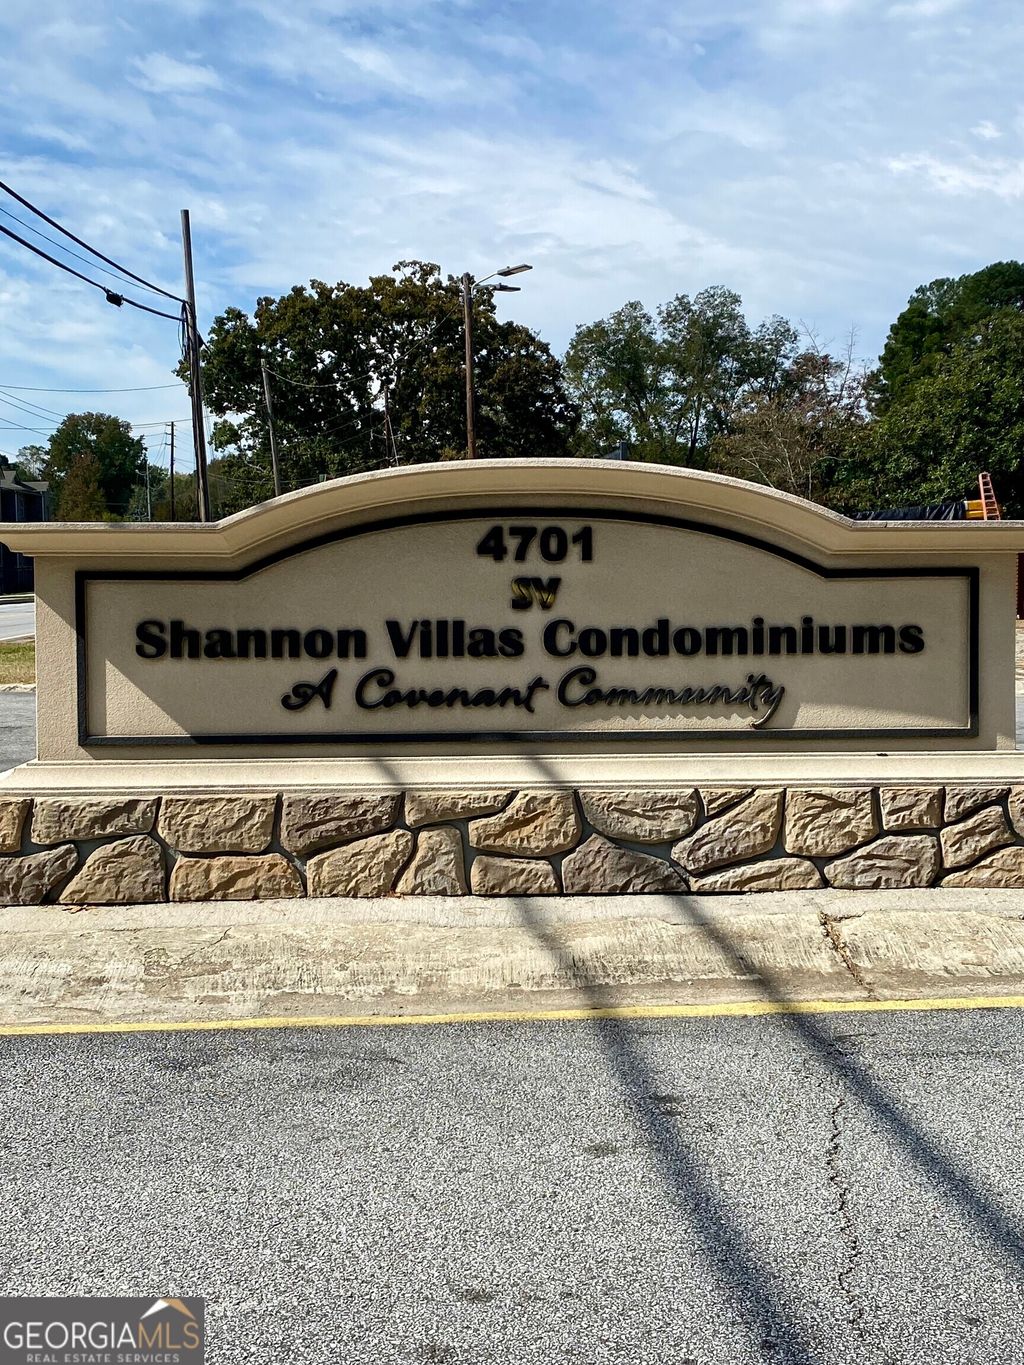 4701
SV
Shannon Villas Condominiums
A Covenant Community
GEORGIAMLS
REAL ESTATE SERVICES